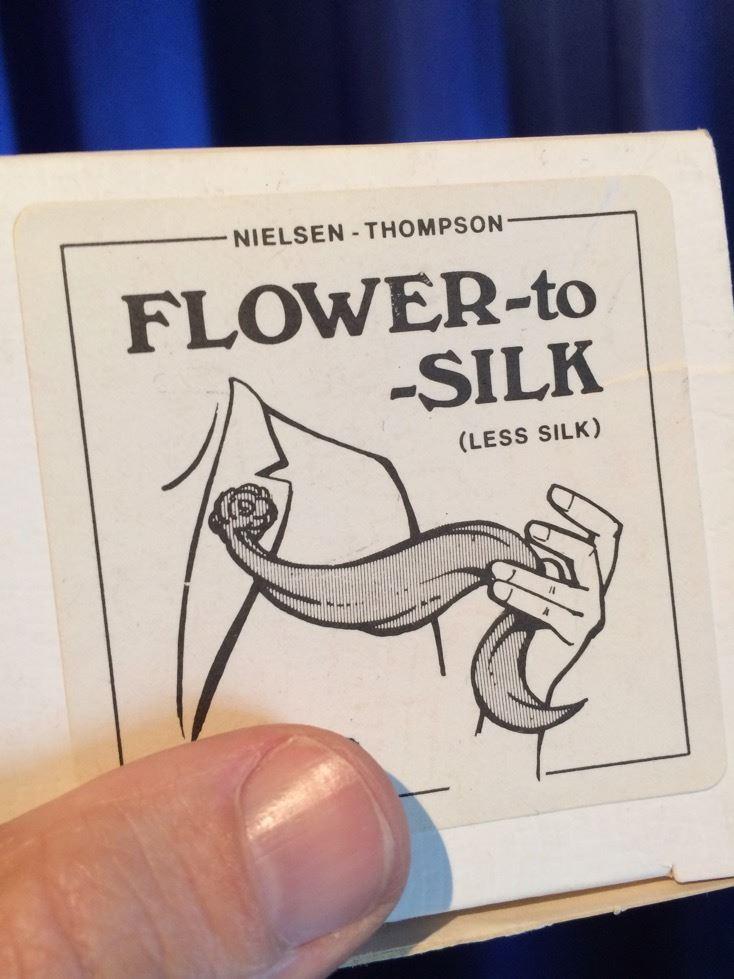 NIELSEN - THOMPSON
FLOWER-to
-SILK
(LESS SILK)